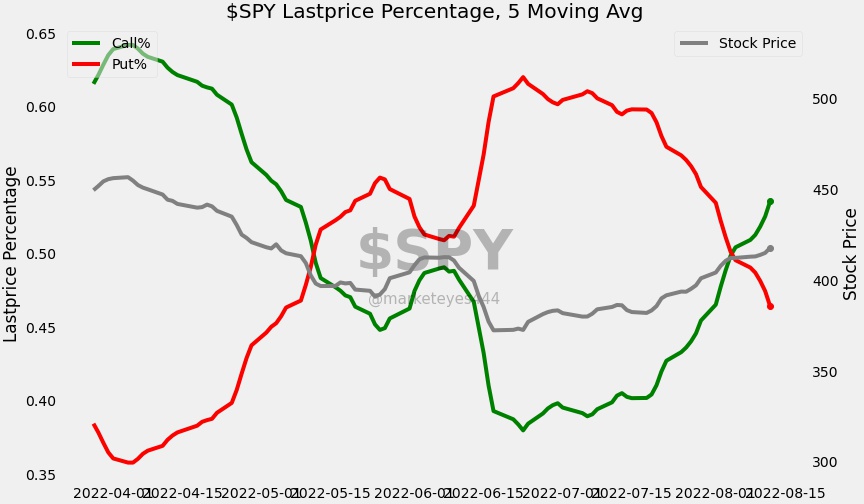 $SPY Lastprice Percentage, 5 Moving Avg
Call%
Put%
Stock Price
0.65
0.60
0.55
0.50
0.45
0.40
0.35
Lastprice Percentage
500
450
400
350
300
Stock Price
$SPY
2022-04-01 2022-04-15 2022-05-01 2022-05-15 2022-06-01 2022-06-15 2022-07-01 2022-07-15 2022-08-01 2022-08-15